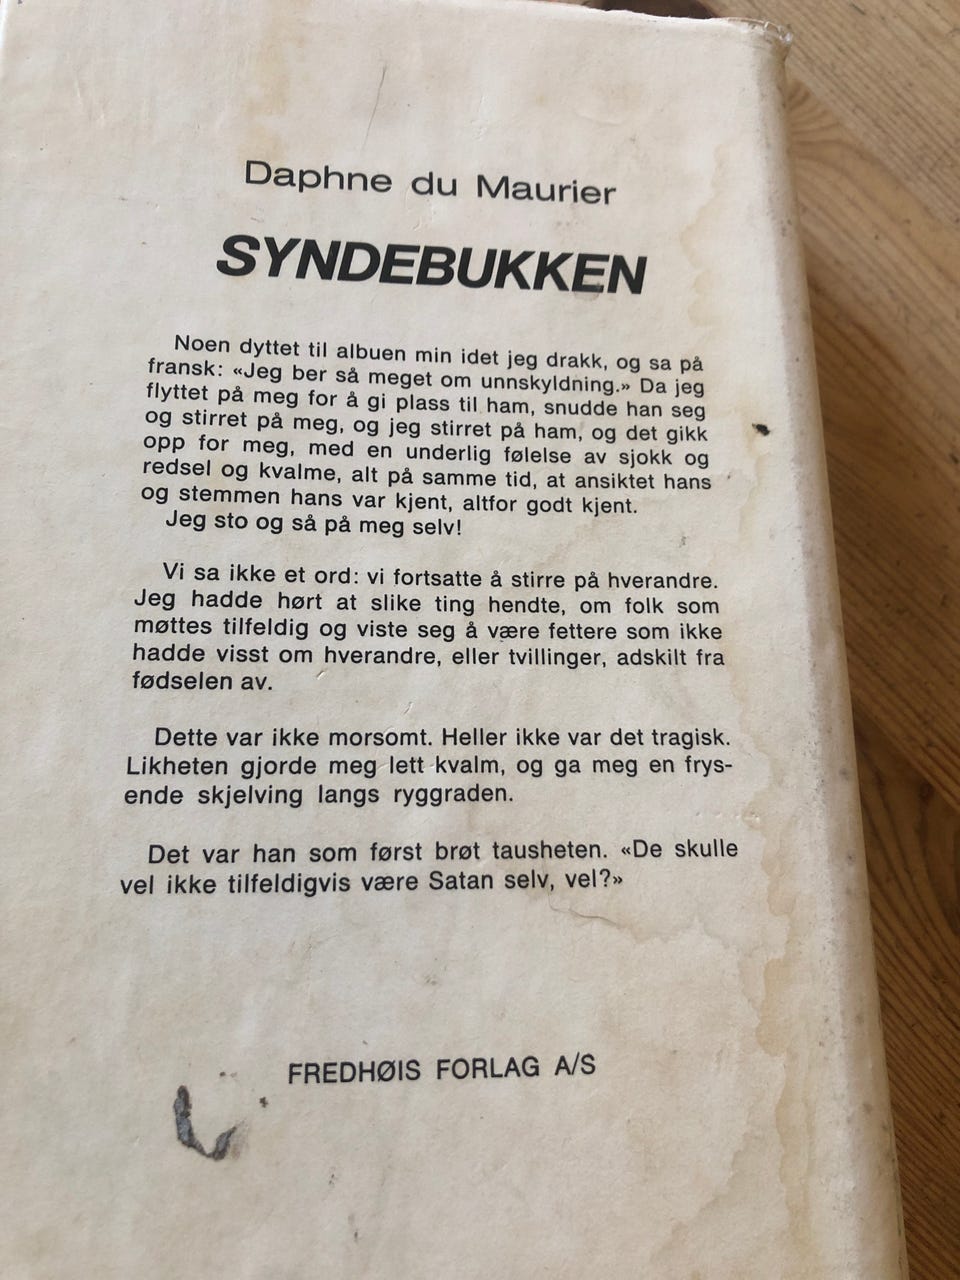 Daphne du Maurier
SYNDEBUKKEN
Noen dyttet til albuen min idet jeg drakk, og sa på
fransk: «Jeg ber så meget om unnskyldning.» Da jeg
flyttet på meg for å gi plass til ham, snudde han seg
og stirret på meg, og jeg stirret på ham, og det gikk
opp for meg, med en underlig følelse av sjokk og
redsel og kvalme, alt på samme tid, at ansiktet hans
og stemmen hans var kjent, altfor godt kjent.
Jeg sto og så på meg selv!
Vi sa ikke et ord: vi fortsatte å stirre på hverandre.
Jeg hadde hørt at slike ting hendte, om folk som
møttes tilfeldig og viste seg å være fettere som ikke
hadde visst om hverandre, eller tvillinger, adskilt fra
fødselen av.
Dette var ikke morsomt. Heller ikke var det tragisk.
Likheten gjorde meg lett kvalm, og ga meg en frys-
ende skjelving langs ryggraden.
Det var han som først brøt tausheten. «De skulle
vel ikke tilfeldigvis være Satan selv, vel?»
FREDHØIS FORLAG A/S